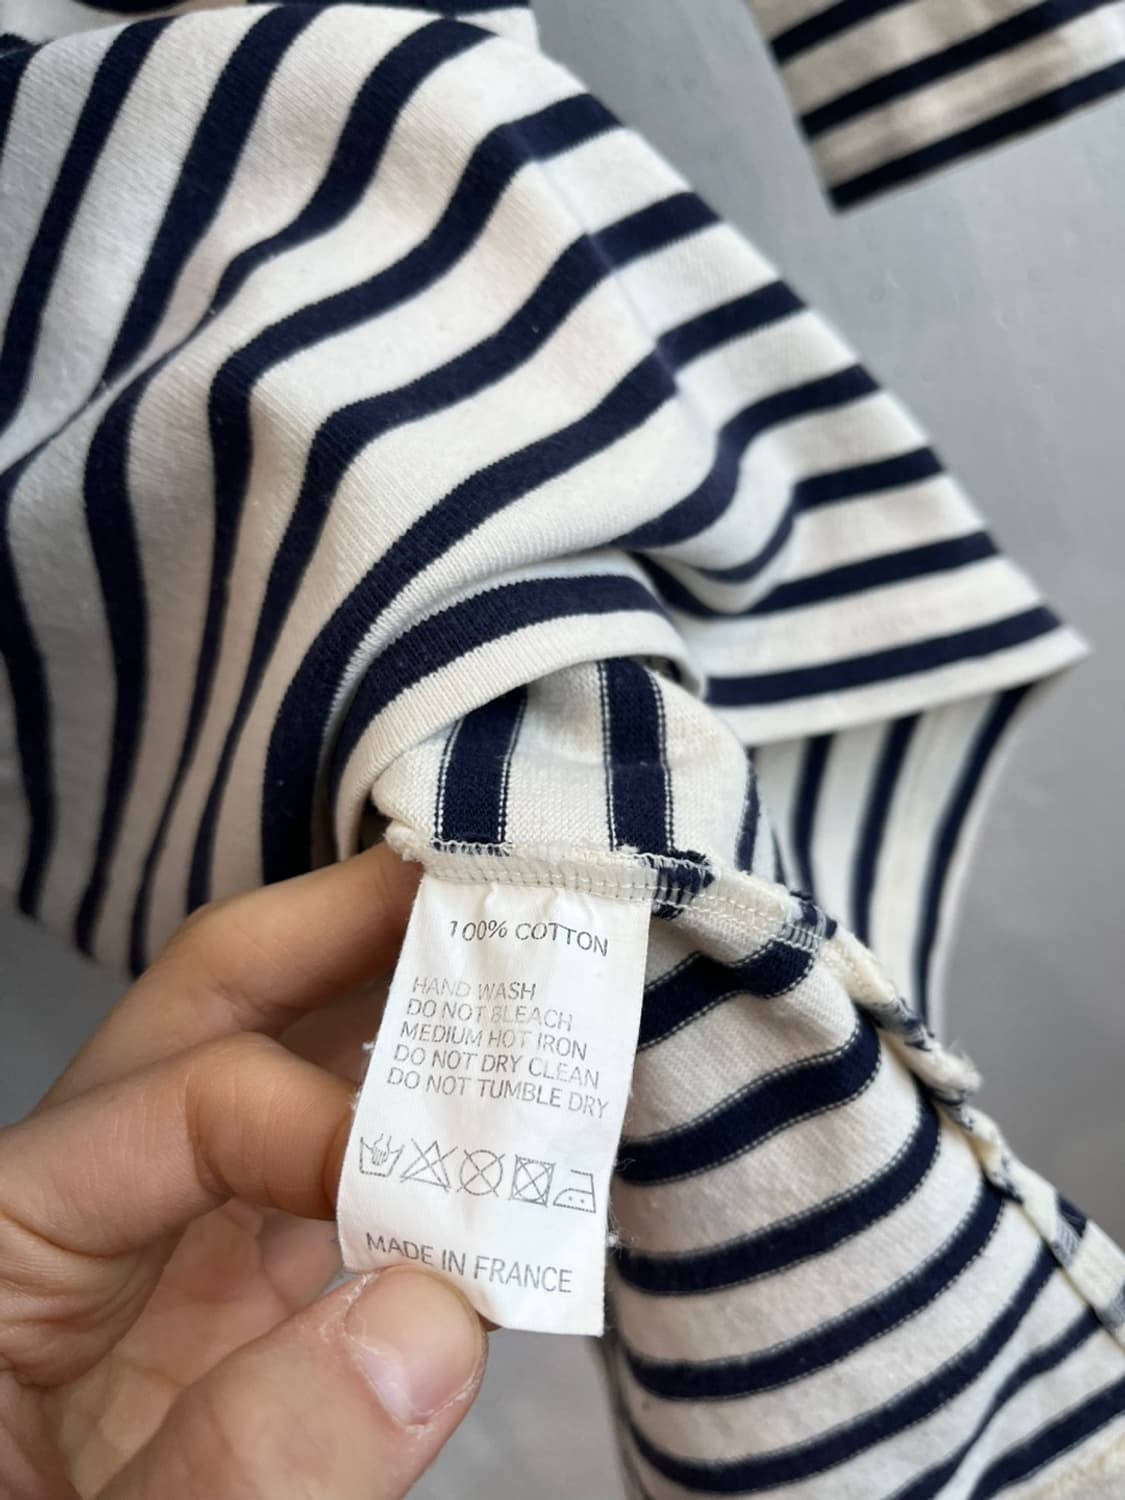 100% COTTON
HAND WASH
DO NOT BLEACH
MEDIUM HOT IRON
DO NOT DRY CLEAN
DO NOT TUMBLE DRY
MADE IN FRANCE